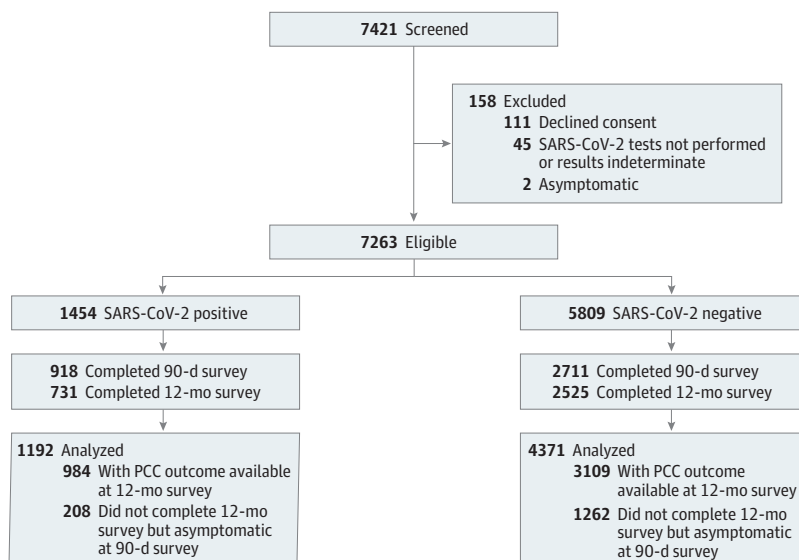 7421 Screened
158 Excluded
111 Declined consent
45 SARS-CoV-2 tests not performed
or results indeterminate
2 Asymptomatic
7263 Eligible
1454 SARS-CoV-2 positive
5809 SARS-CoV-2 negative
918 Completed 90-d survey
731 Completed 12-mo survey
2711 Completed 90-d survey
2525 Completed 12-mo survey
1192 Analyzed
984 With PCC outcome available
at 12-mo survey
208 Did not complete 12-mo
survey but asymptomatic
at 90-d survey
4371 Analyzed
3109 With PCC outcome
available at 12-mo survey
1262 Did not complete 12-mo
survey but asymptomatic
at 90-d survey